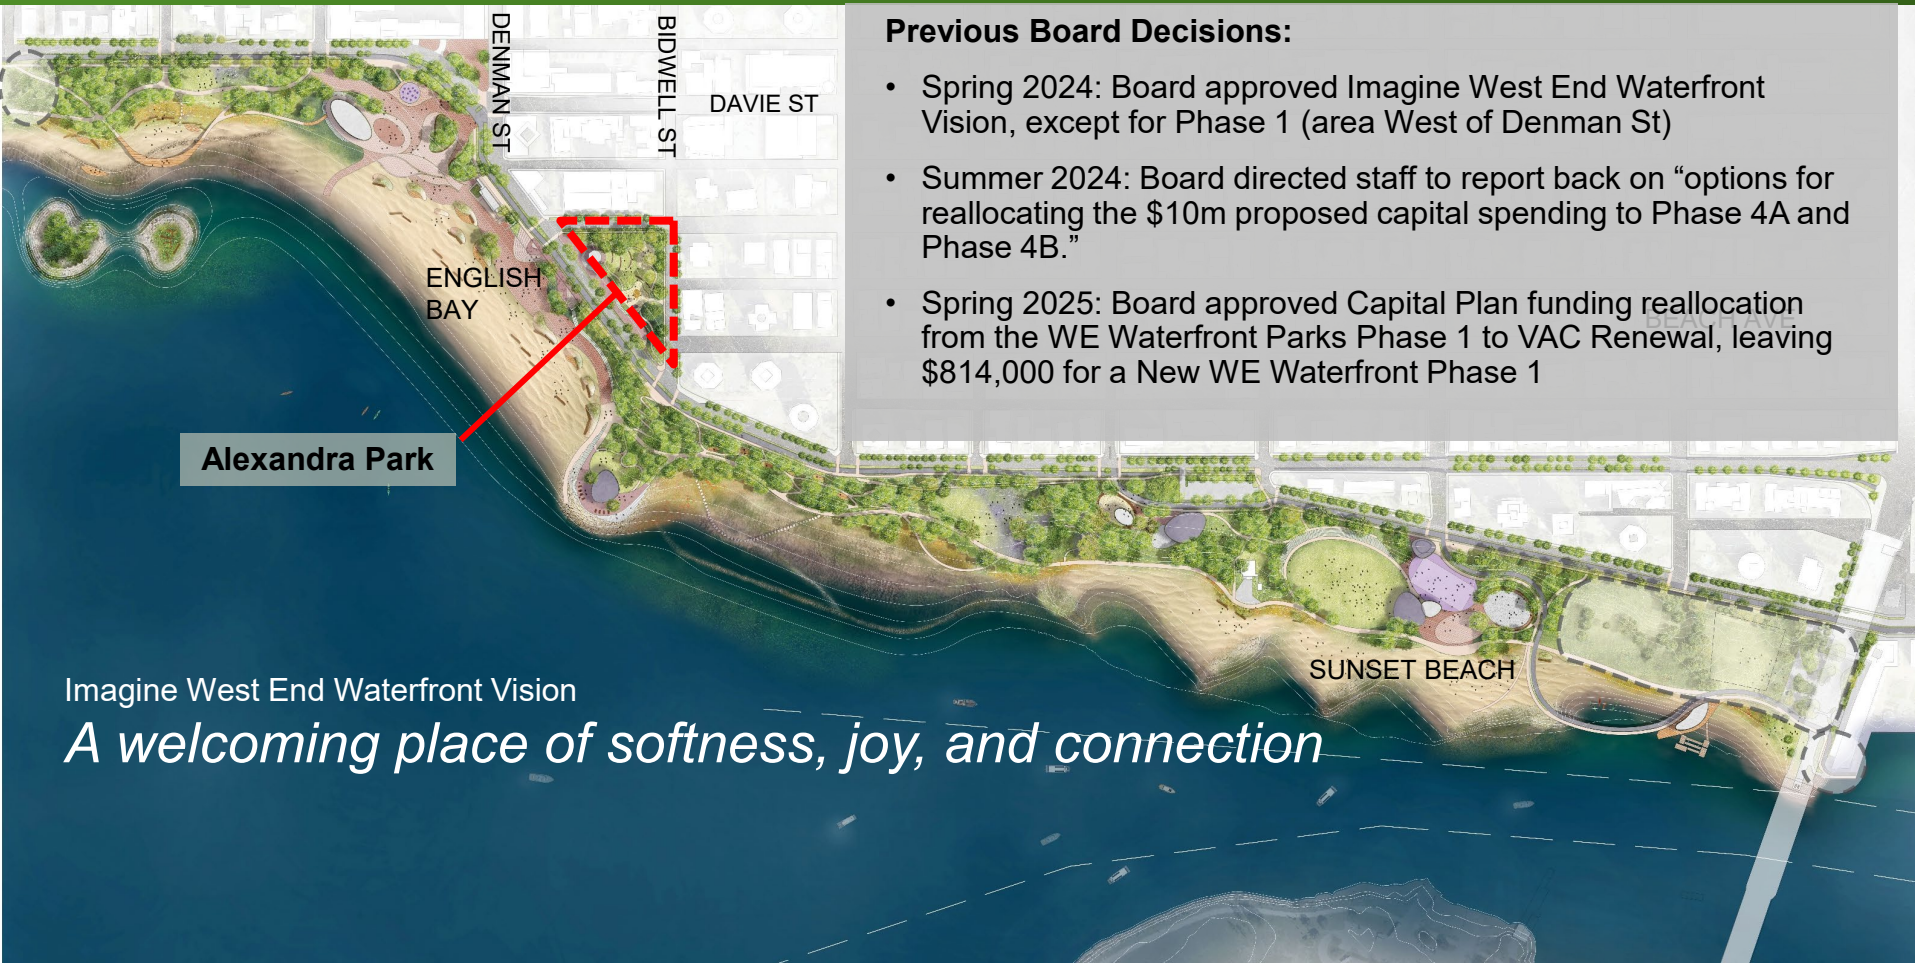 DENMAN ST
BIDWELL ST
DAVIE ST
Previous Board Decisions:
• Spring 2024: Board approved Imagine West End Waterfront
Vision, except for Phase 1 (area West of Denman St)
• Summer 2024: Board directed staff to report back on “options for
reallocating the $10m proposed capital spending to Phase 4A and
Phase 4B.”
• Spring 2025: Board approved Capital Plan funding reallocation
from the WE Waterfront Parks Phase 1 to VAC Renewal, leaving
$814,000 for a New WE Waterfront Phase 1
BEACH AVE
ENGLISH
BAY
Alexandra Park
SUNSET BEACH
Imagine West End Waterfront Vision
A welcoming place of softness, joy, and connection